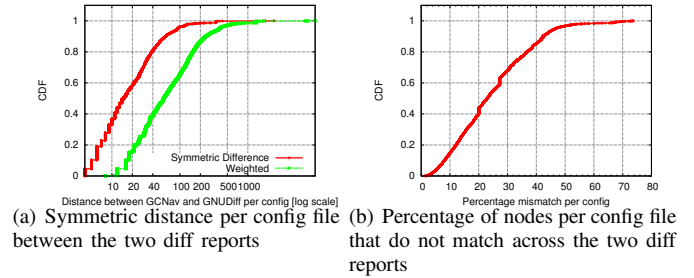 1
0.8
0.6
0.4
0.2
0
CDF
10 20 40 100 200 500 1000
Symmetric Difference
Weighted
Distance between GCNav and GNUDiff per config [log scale]
(a) Symmetric distance per config file
between the two diff reports
1
0.8
0.6
0.4
0.2
0
CDF
0 10 20 30 40 50 60 70 80
Percentage mismatch per config
(b) Percentage of nodes per config file
that do not match across the two diff
reports